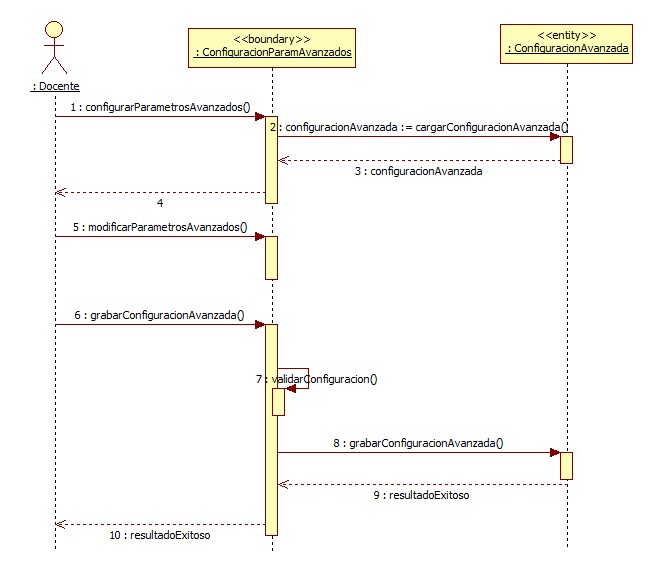 <<boundary>>
: ConfiguracionParamAvanzados
<<entity>>
: ConfiguracionAvanzada
: Docente
1 : configurarParametrosAvanzados()
2 : configuracionAvanzada := cargarConfiguracionAvanzada()
3 : configuracionAvanzada
4
5 : modificarParametrosAvanzados()
6 : grabarConfiguracionAvanzada()
7 : validarConfiguracion()
8 : grabarConfiguracionAvanzada()
9 : resultadoExitoso
10 : resultadoExitoso